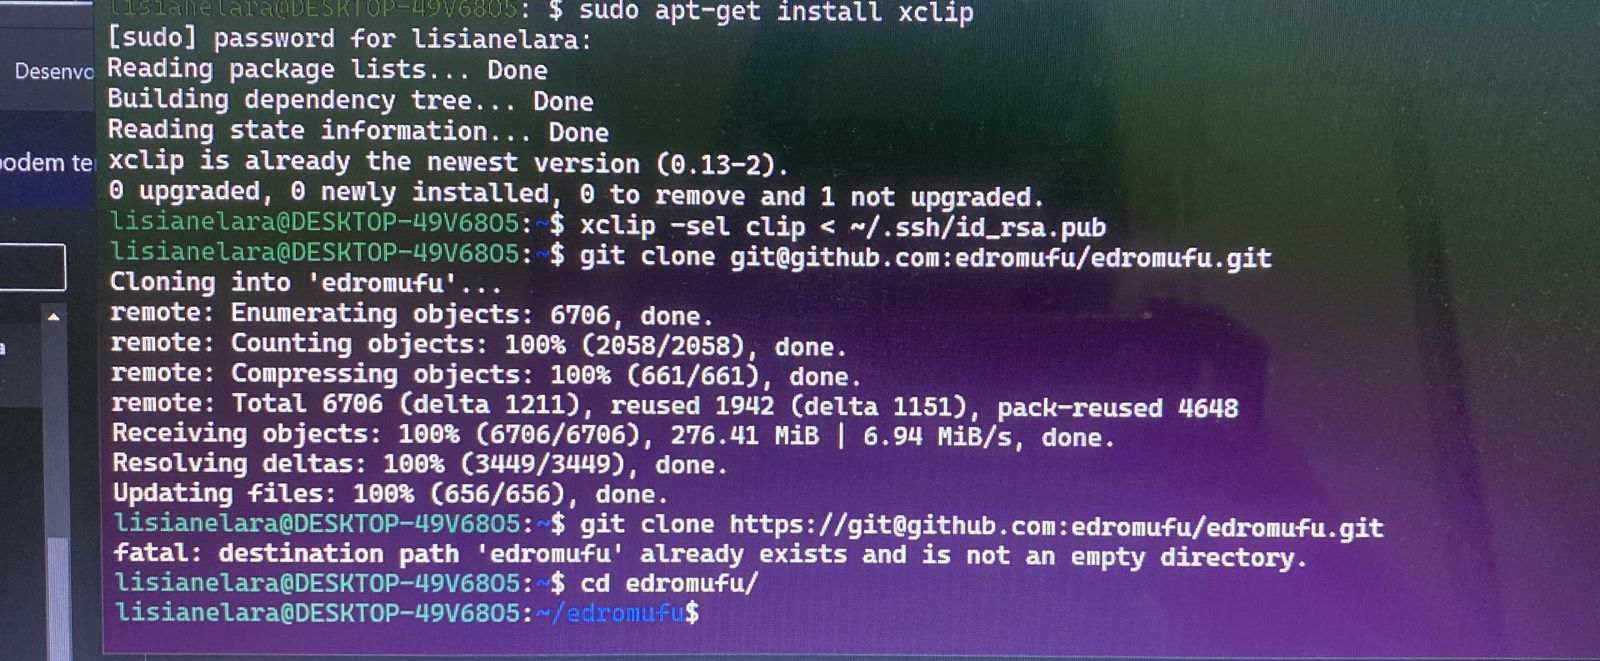 lisianelara@DESKTOP-49V6805: $ sudo apt-get install xclip
[sudo] password for lisianelara:
Desenvo
Reading package lists... Done
Building dependency tree... Done
Reading state information... Done
podem te
xclip is already the newest version (0.13-2).
0 upgraded, 0 newly installed, 0 to remove and 1 not upgraded.
lisianelara@DESKTOP-49V6805:~$ xclip -sel clip < ~/.ssh/id_rsa.pub
lisianelara@DESKTOP-49V6805:~$ git clone git@github.com:edromufu/edromufu.git
Cloning into 'edromufu'...
remote: Enumerating objects: 6706, done.
remote: Counting objects: 100% (2058/2058), done.
remote: Compressing objects: 100% (661/661), done.
remote: Total 6706 (delta 1211), reused 1942 (delta 1151), pack-reused 4648
Receiving objects: 100% (6706/6706), 276.41 MiB | 6.94 MiB/s, done.
Resolving deltas: 100% (3449/3449), done.
Updating files: 100% (656/656), done.
lisianelara@DESKTOP-49V6805:~$ git clone https://git@github.com:edromufu/edromufu.git
fatal: destination path 'edromufu' already exists and is not an empty directory.
lisianelara@DESKTOP-49V6805:~$ cd edromufu/
lisianelara@DESKTOP-49V6805:~/edromufu$